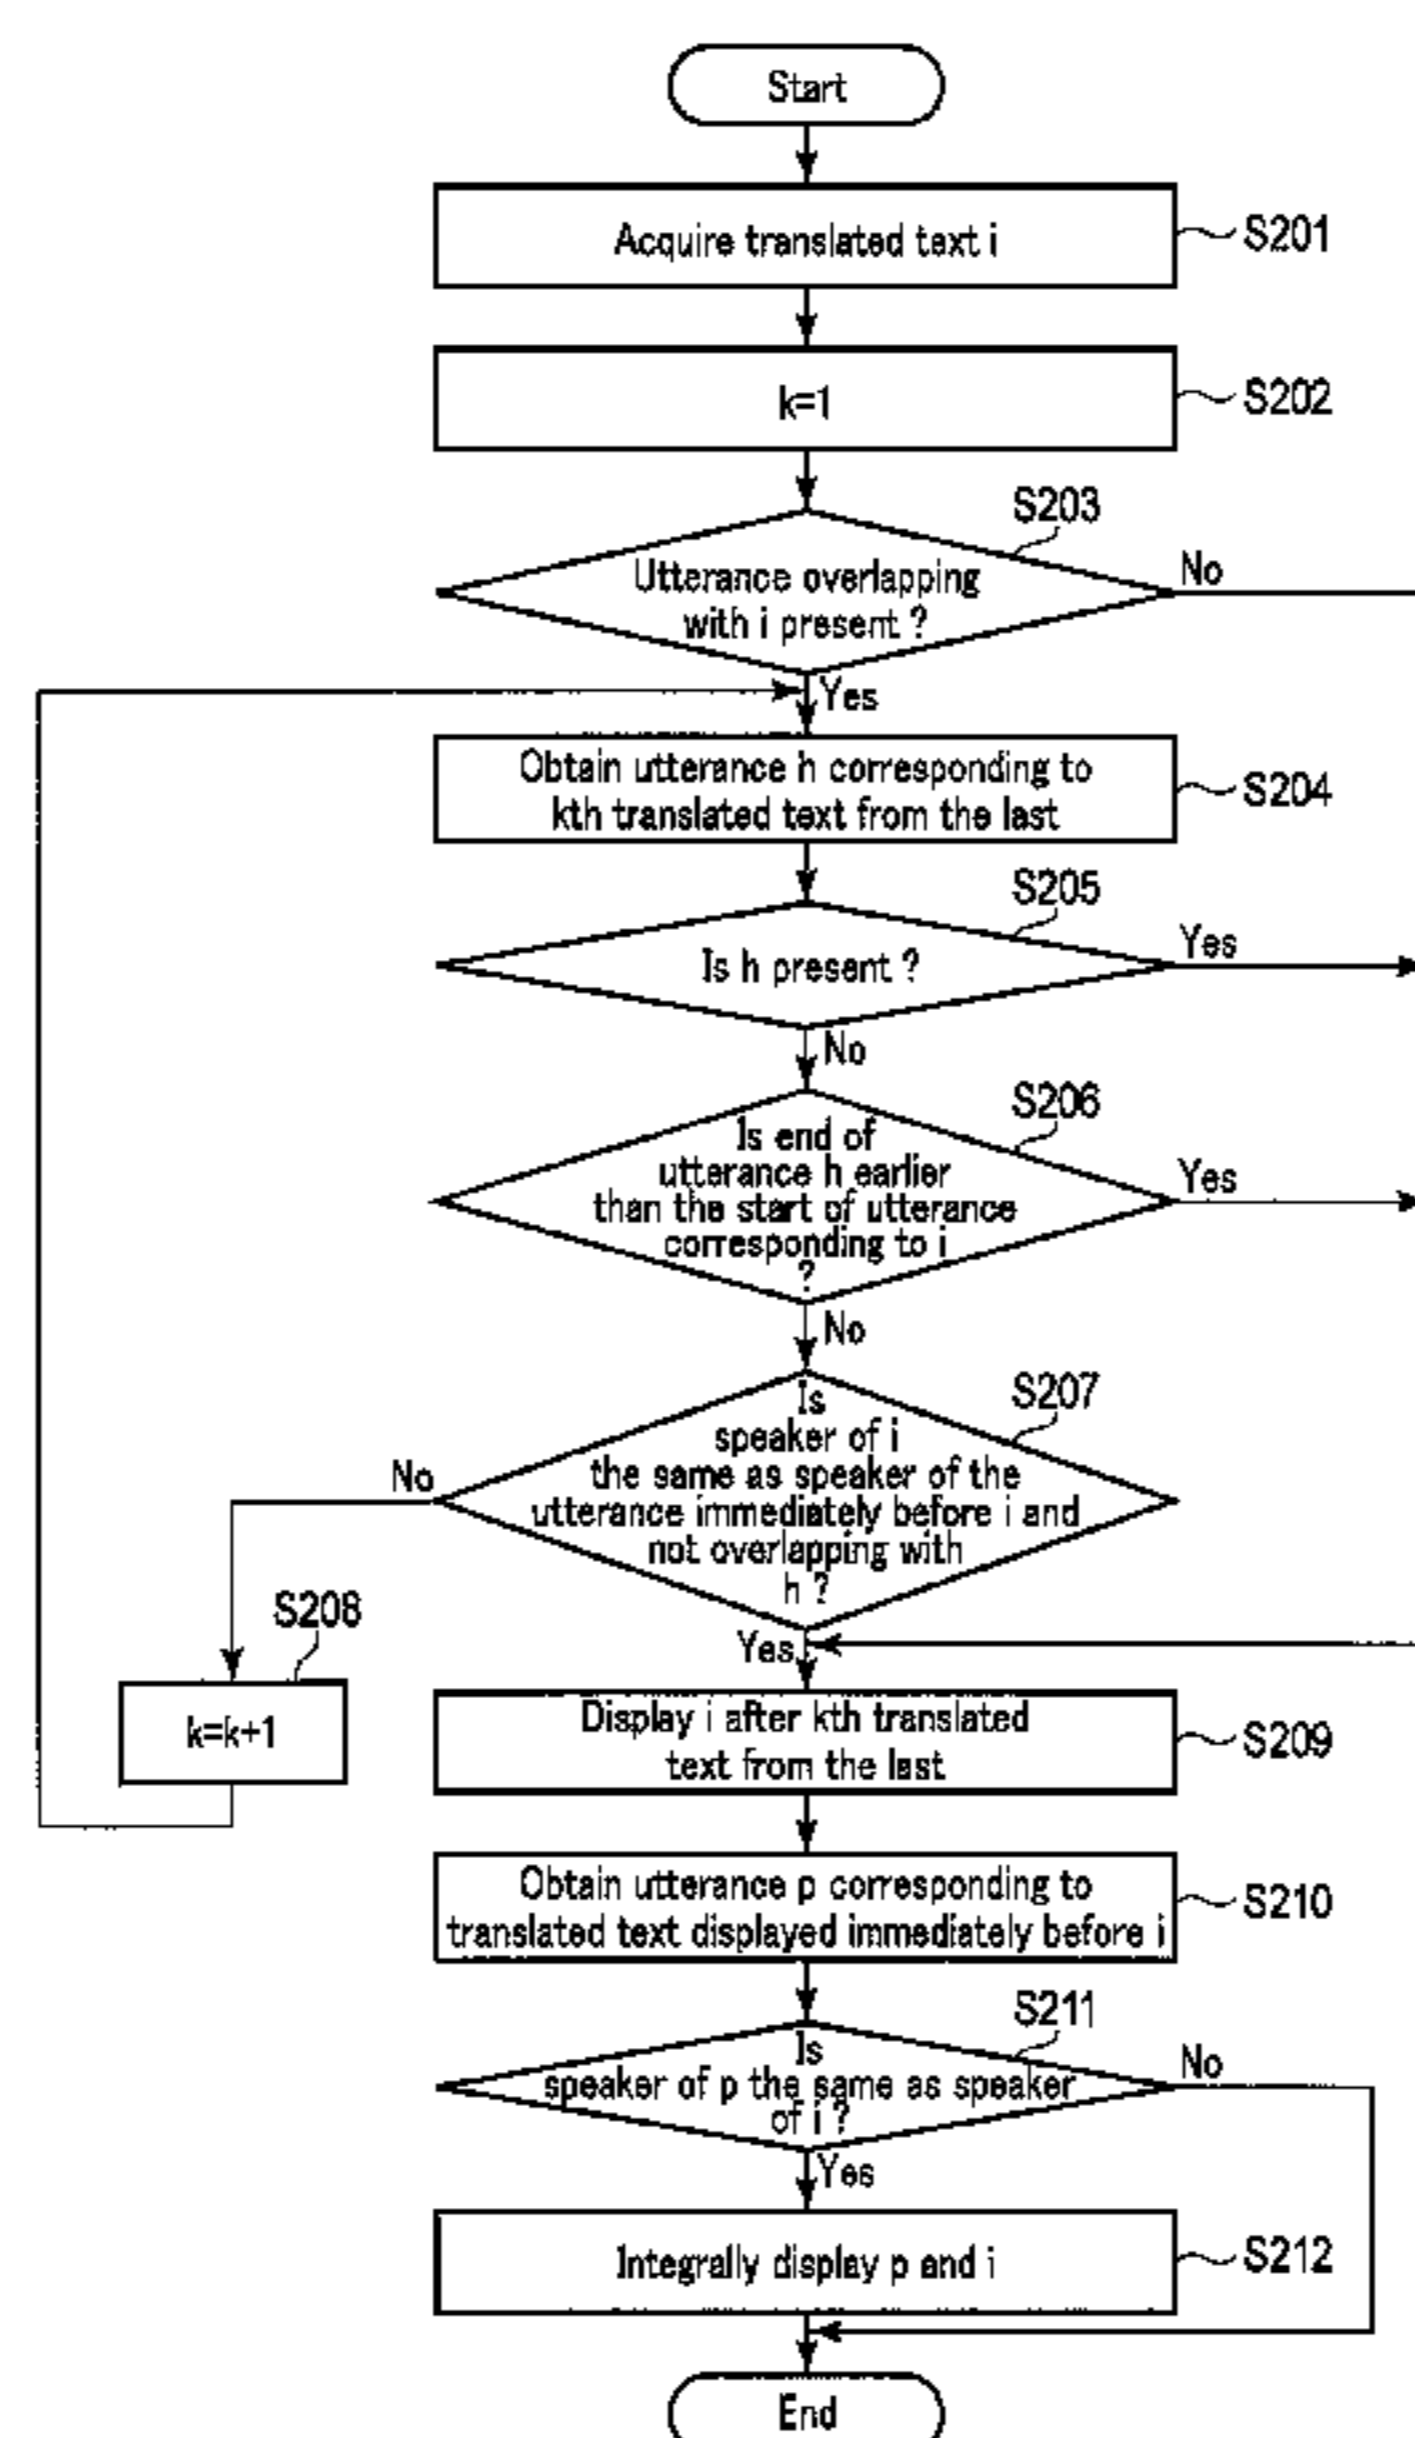 Start
Acquire translated text i
S201
k=1
S202
S203
Utterance overlapping
with i present ?
No
Yes
Obtain utterance h corresponding to
kth translated text from the last
S204
S205
Is h present ?
Yes
No
S206
Is end of
utterance h earlier
than the start of utterance
corresponding to i
?
Yes
No
S207
Is
speaker of i
the same as speaker of the
utterance immediately before i and
not overlapping with
h ?
No
Yes
S208
k=k+1
Display i after kth translated
text from the last
S209
Obtain utterance p corresponding to
translated text displayed immediately before i
S210
S211
Is
speaker of p the same as speaker
of i ?
No
Yes
Integrally display p and i
S212
End